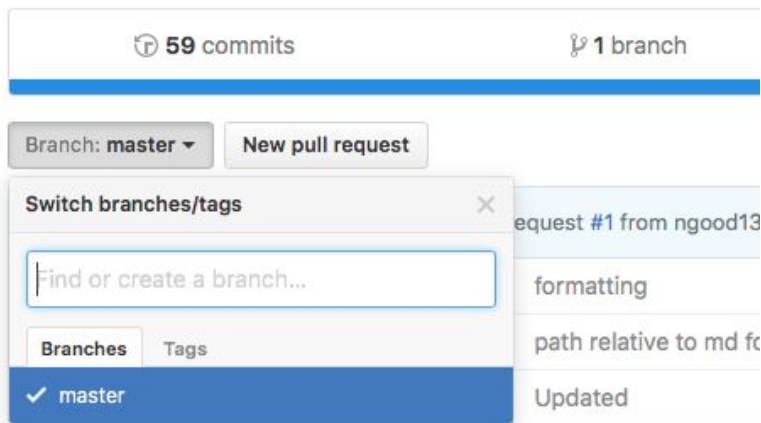 59 commits
1 branch
Branch: master
New pull request
Switch branches/tags
equest #1 from ngood13
Find or create a branch...
formatting
Branches
Tags
path relative to md fo
master
Updated